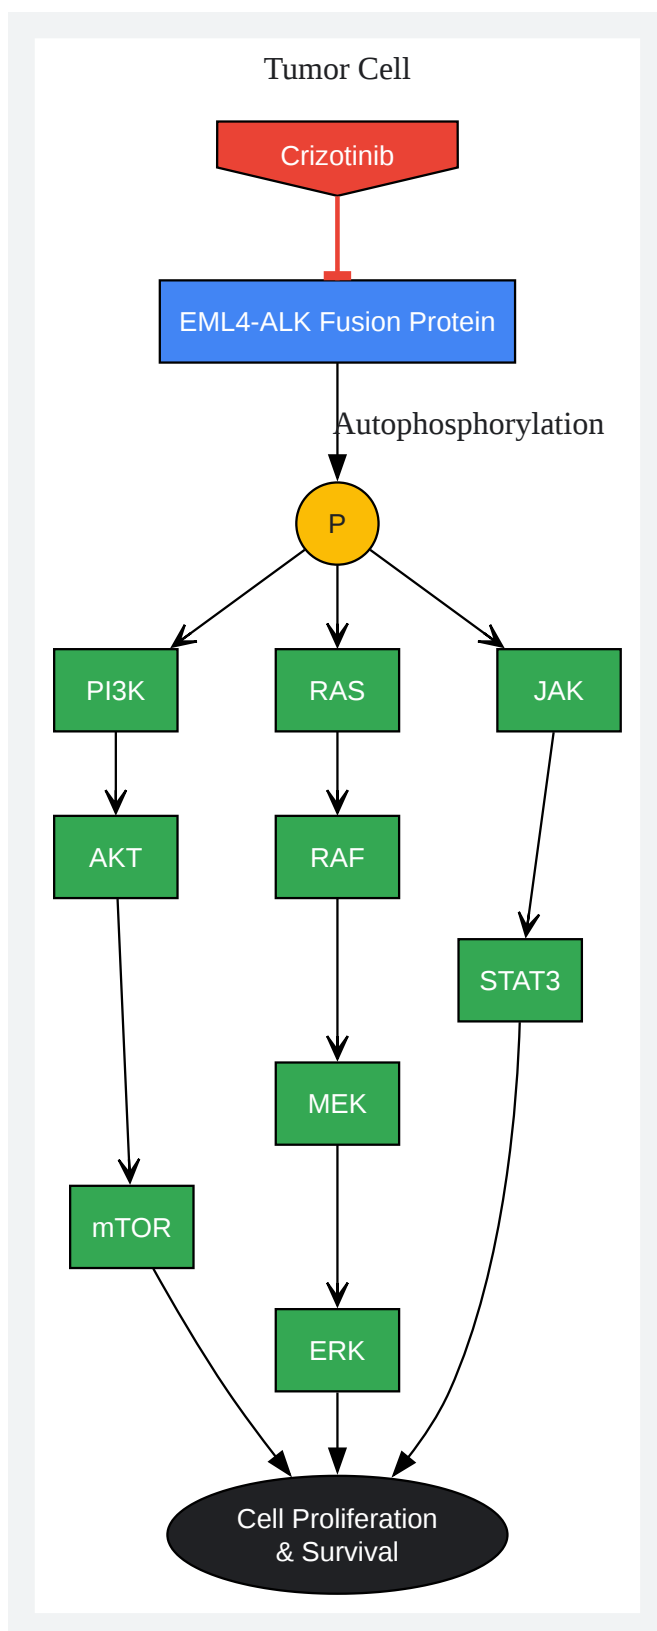 Tumor Cell
Crizotinib
EML4-ALK Fusion Protein
Autophosphorylation
P
PI3K
RAS
JAK
AKT
RAF
STAT3
MEK
mTOR
ERK
Cell Proliferation
& Survival